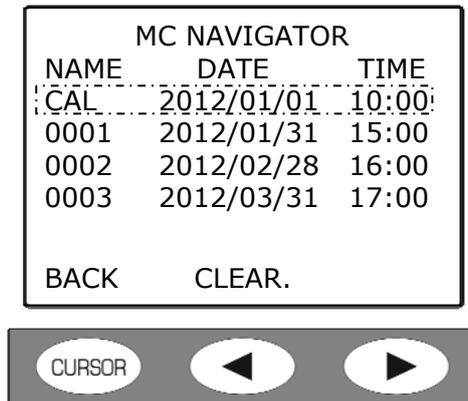 MC NAVIGATOR
NAME DATE TIME
CAL 2012/01/01 10:00
0001 2012/01/31 15:00
0002 2012/02/28 16:00
0003 2012/03/31 17:00
BACK CLEAR.
CURSOR